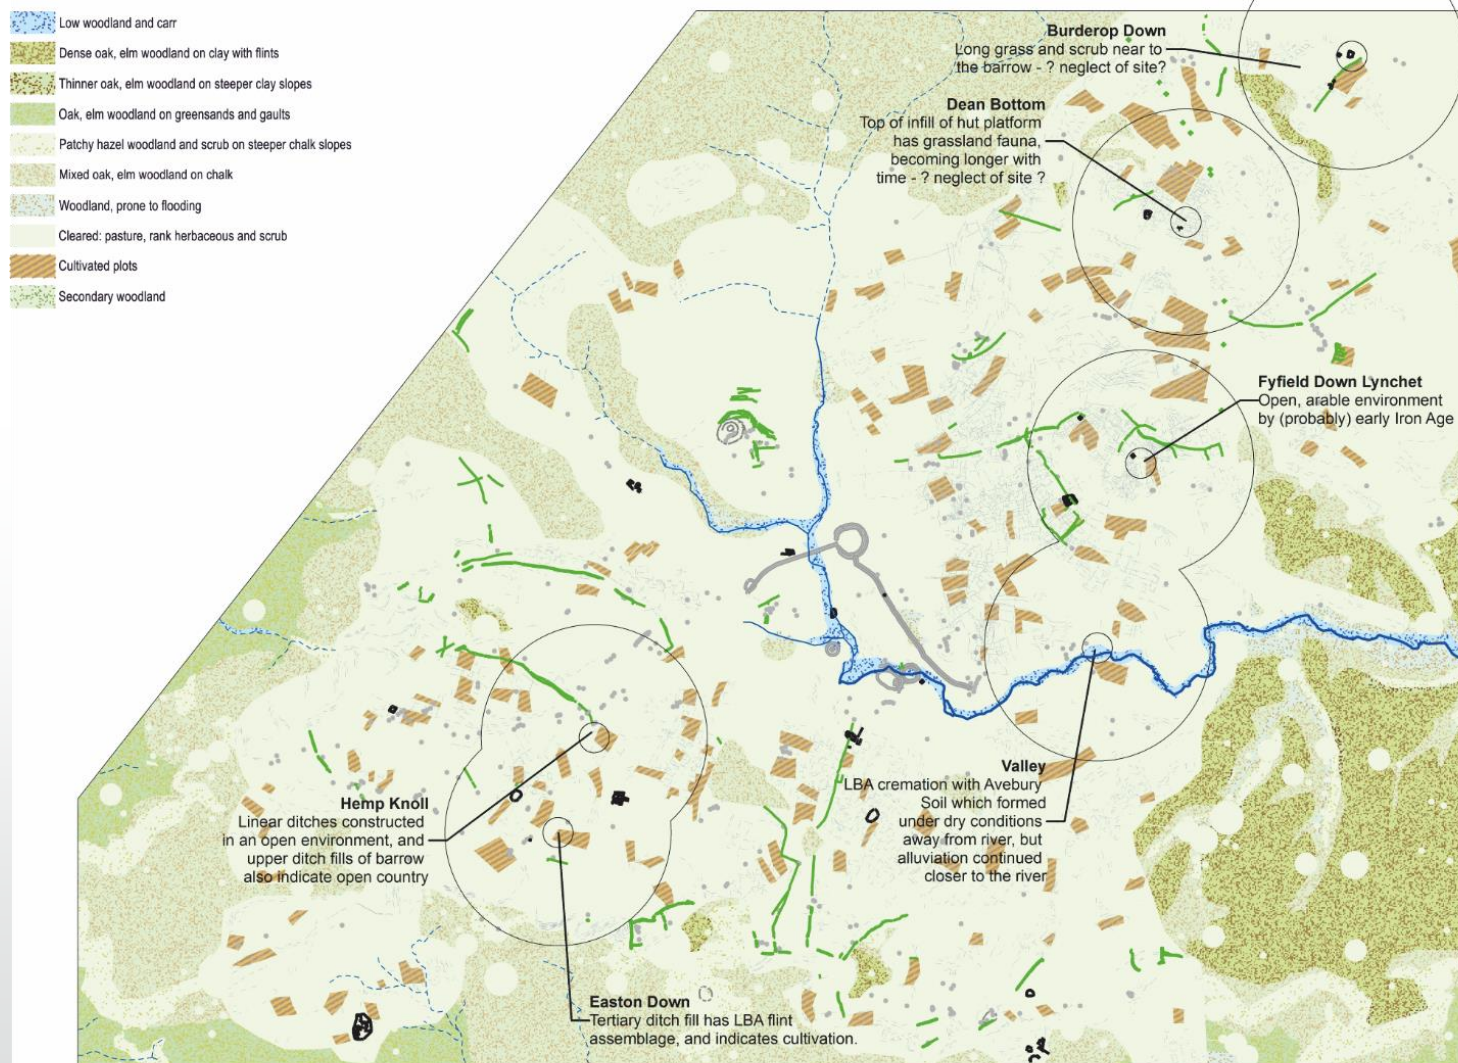 Low woodland and carr
Dense oak, elm woodland on clay with flints
Thinner oak, elm woodland on steeper clay slopes
Oak, elm woodland on greensands and gaults
Patchy hazel woodland and scrub on steeper chalk slopes
Mixed oak, elm woodland on chalk
Woodland, prone to flooding
Cleared: pasture, rank herbaceous and scrub
Cultivated plots
Secondary woodland
Burderop Down
Long grass and scrub near to
the barrow - ? neglect of site?
Dean Bottom
Top of infill of hut platform
has grassland fauna,
becoming longer with
time - ? neglect of site ?
Fyfield Down Lynchet
Open, arable environment
by (probably) early Iron Age
Hemp Knoll
Linear ditches constructed
in an open environment, and
upper ditch fills of barrow
also indicate open country
Valley
LBA cremation with Avebury
Soil which formed
under dry conditions
away from river, but
alluviation continued
closer to the river
Easton Down
Tertiary ditch fill has LBA flint
assemblage, and indicates cultivation.